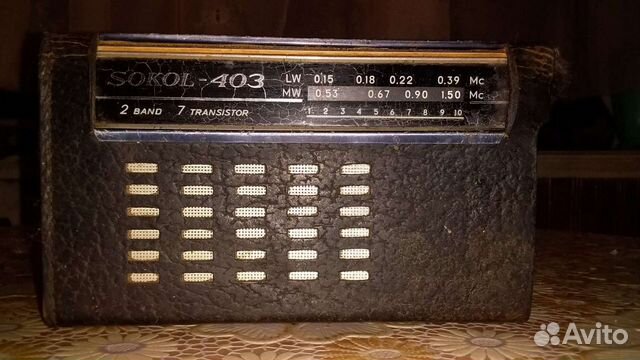 SOKOL-403 LW 0.15 0.18 0.22 0.39 Mc
MW 0.53 0.67 0.90 1.50 Mc
2 BAND 7 TRANSISTOR 1 2 3 4 5 6 7 8 9 10
Avito